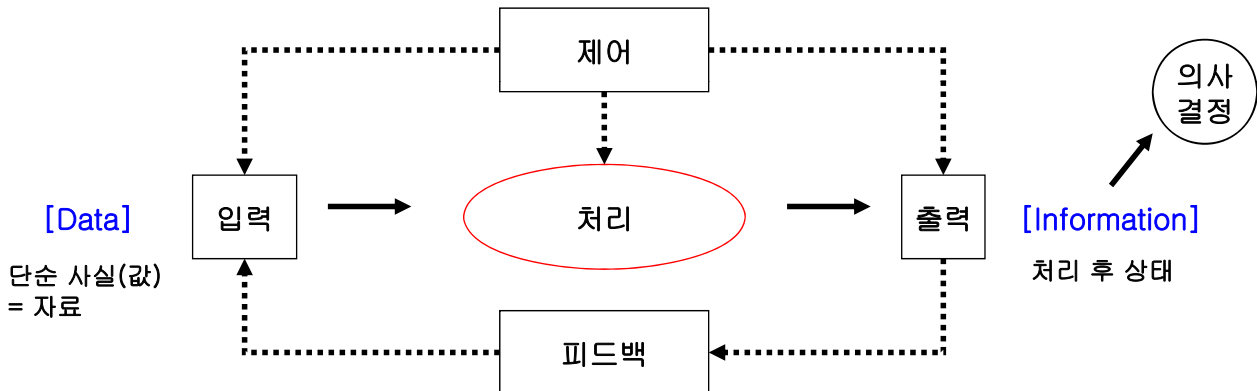 제어
의사
결정
[Data]
입력
처리
출력
[Information]
단순 사실(값)
= 자료
처리 후 상태
피드백